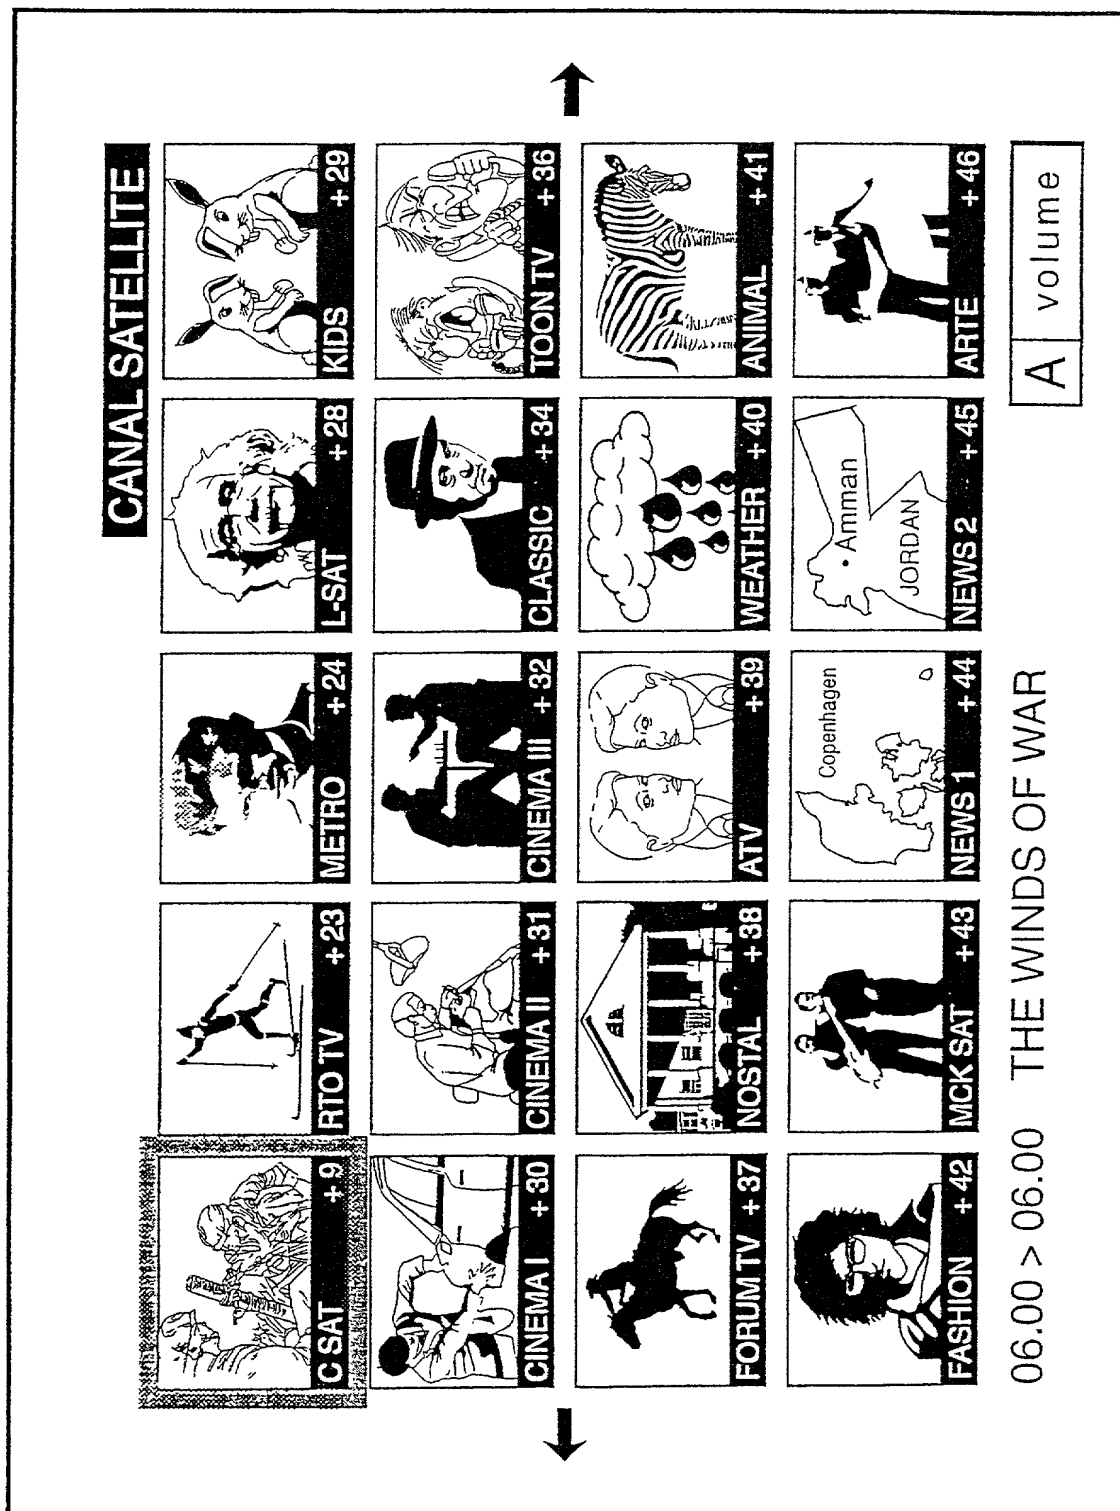 CANAL SATELLITE
C SAT +9
RTO TV +23
METRO +24
L-SAT +28
KIDS +29
CINEMA I +30
CINEMA II +31
CINEMA III +32
CLASSIC +34
TOON TV +36
FORUM TV +37
NOSTAL +38
ATV +39
WEATHER +40
ANIMAL +41
Copenhagen
Amman
JORDAN
FASHION +42
MCK SAT +43
NEWS 1 +44
NEWS 2 +45
ARTE +46
06.00 > 06.00 THE WINDS OF WAR
A volume